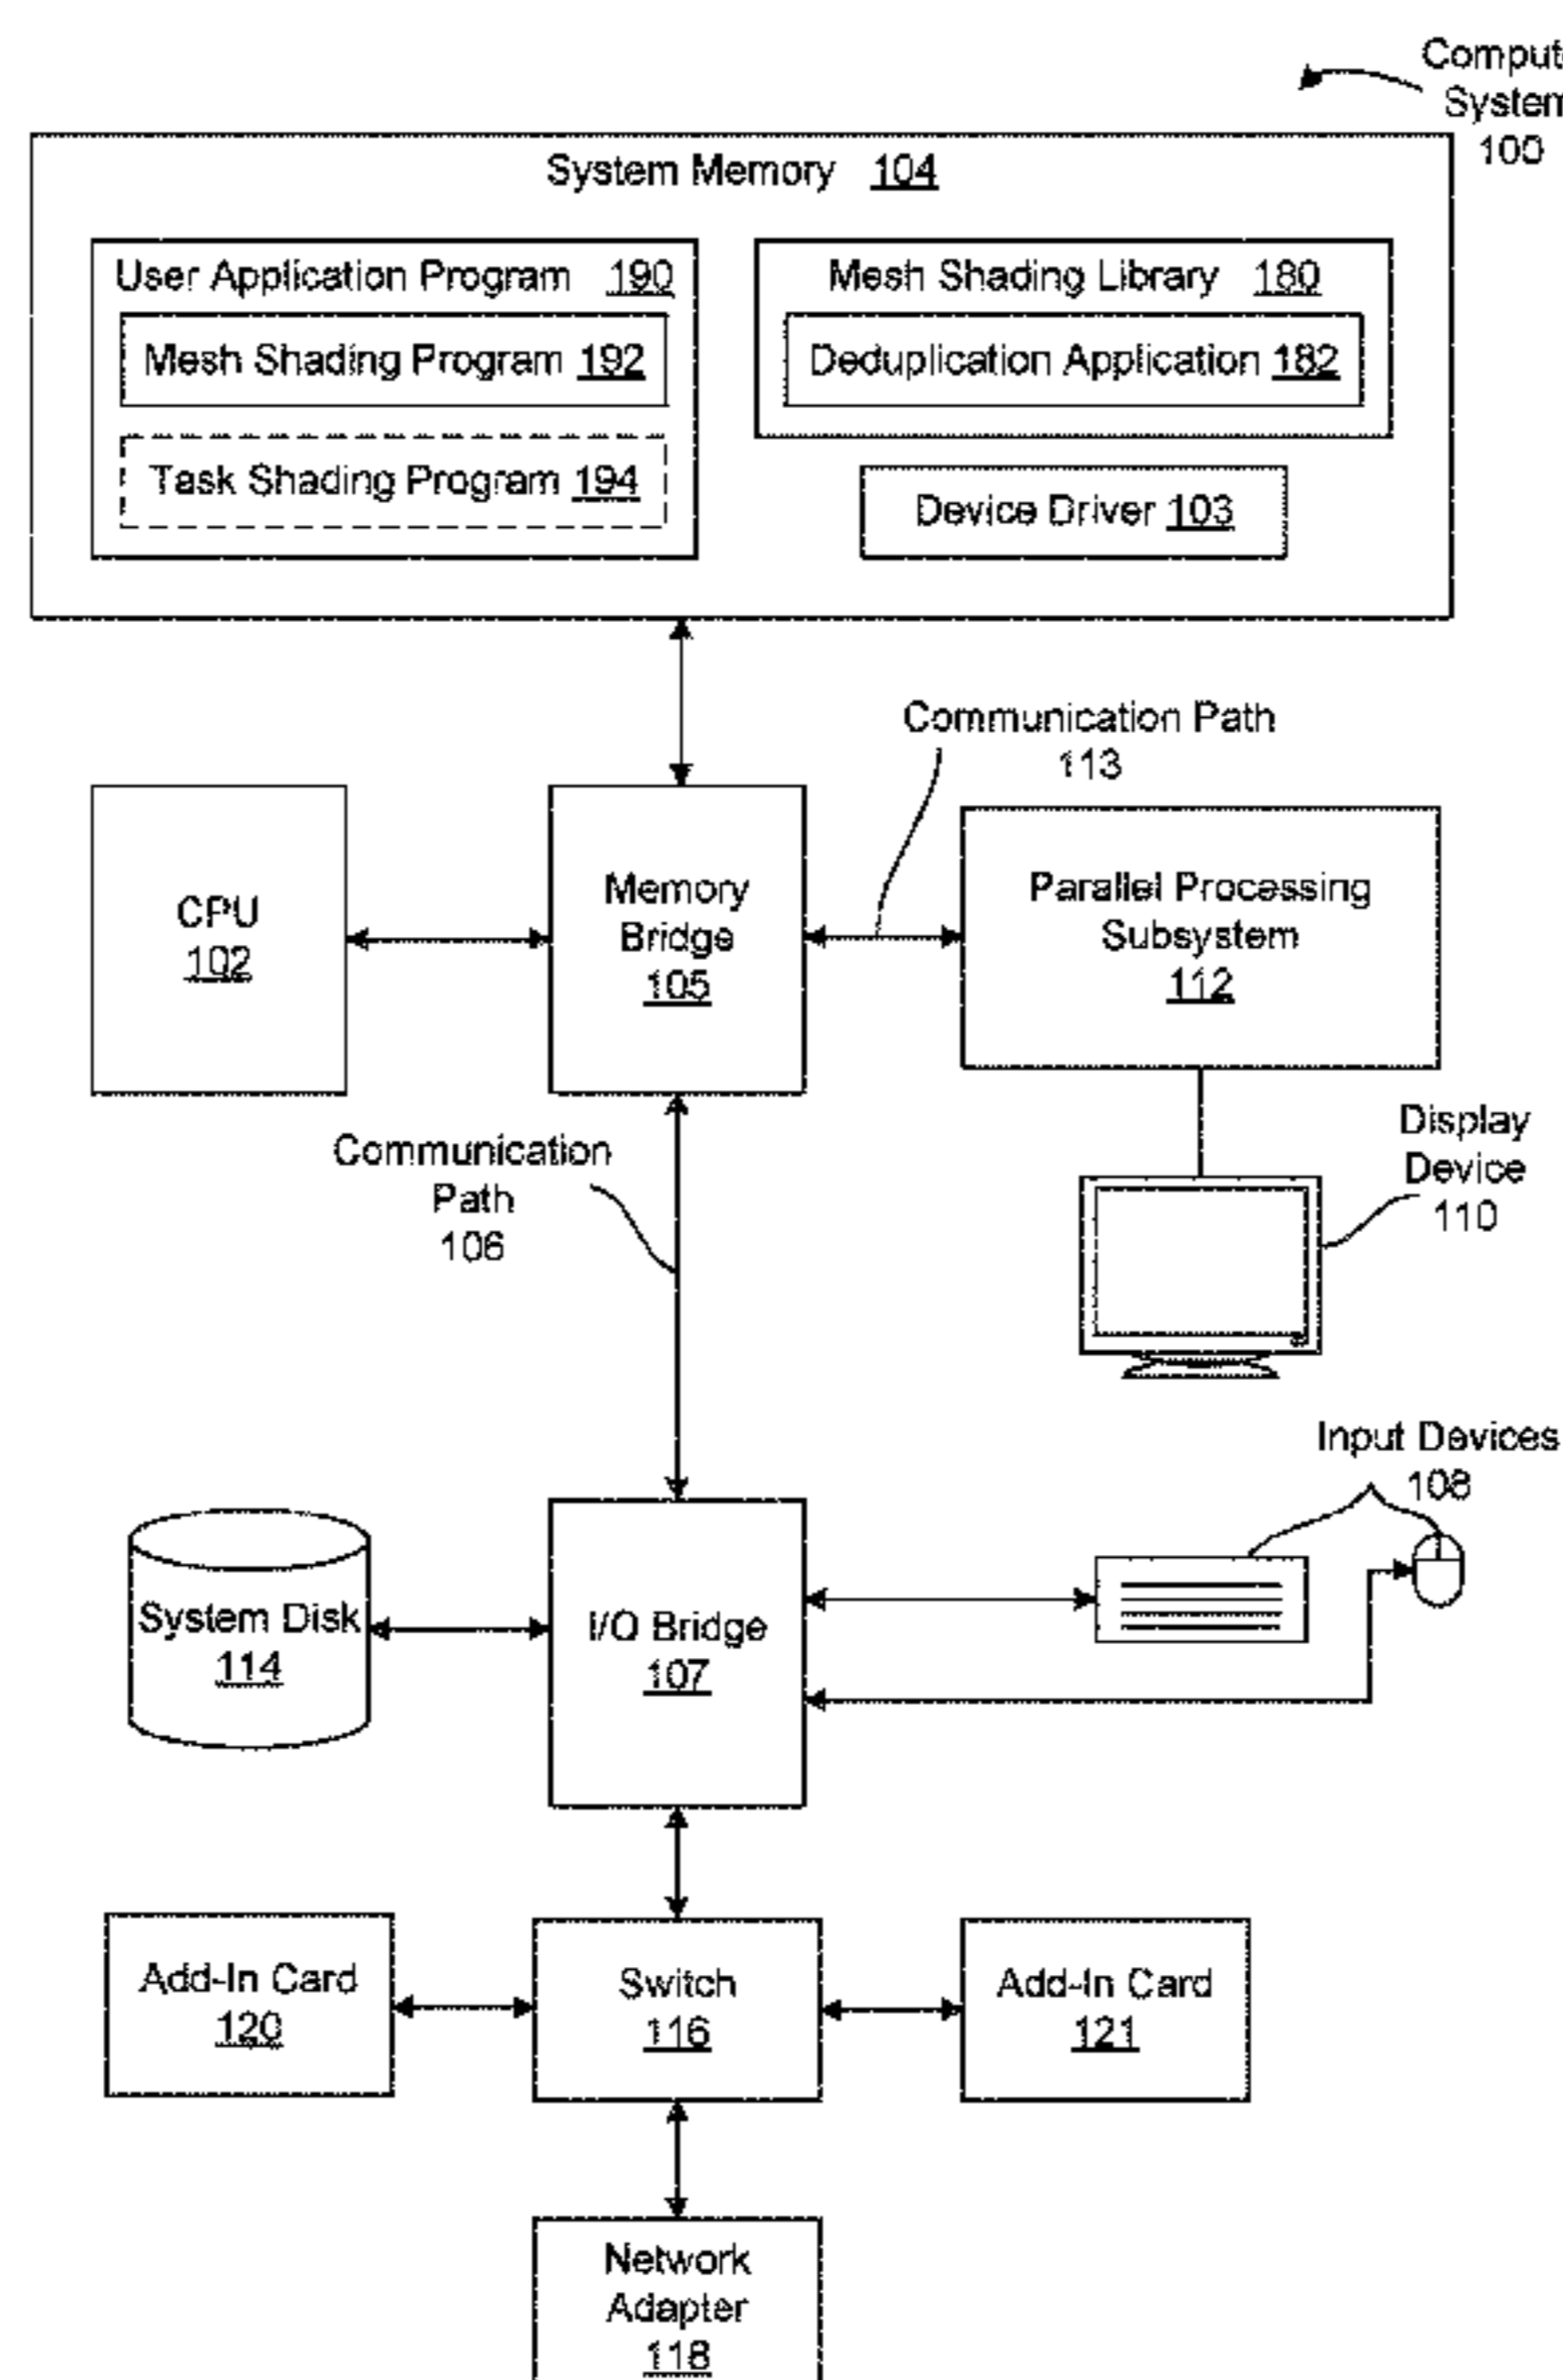 Compute
System
100
System Memory 104
User Application Program 190
Mesh Shading Program 192
Task Shading Program 194
Mesh Shading Library 180
Deduplication Application 182
Device Driver 103
Communication Path
113
CPU
102
Memory
Bridge
105
Parallel Processing
Subsystem
112
Communication
Path
106
Display
Device
110
Input Devices
108
System Disk
114
I/O Bridge
107
Add-In Card
120
Switch
116
Add-In Card
121
Network
Adapter
118